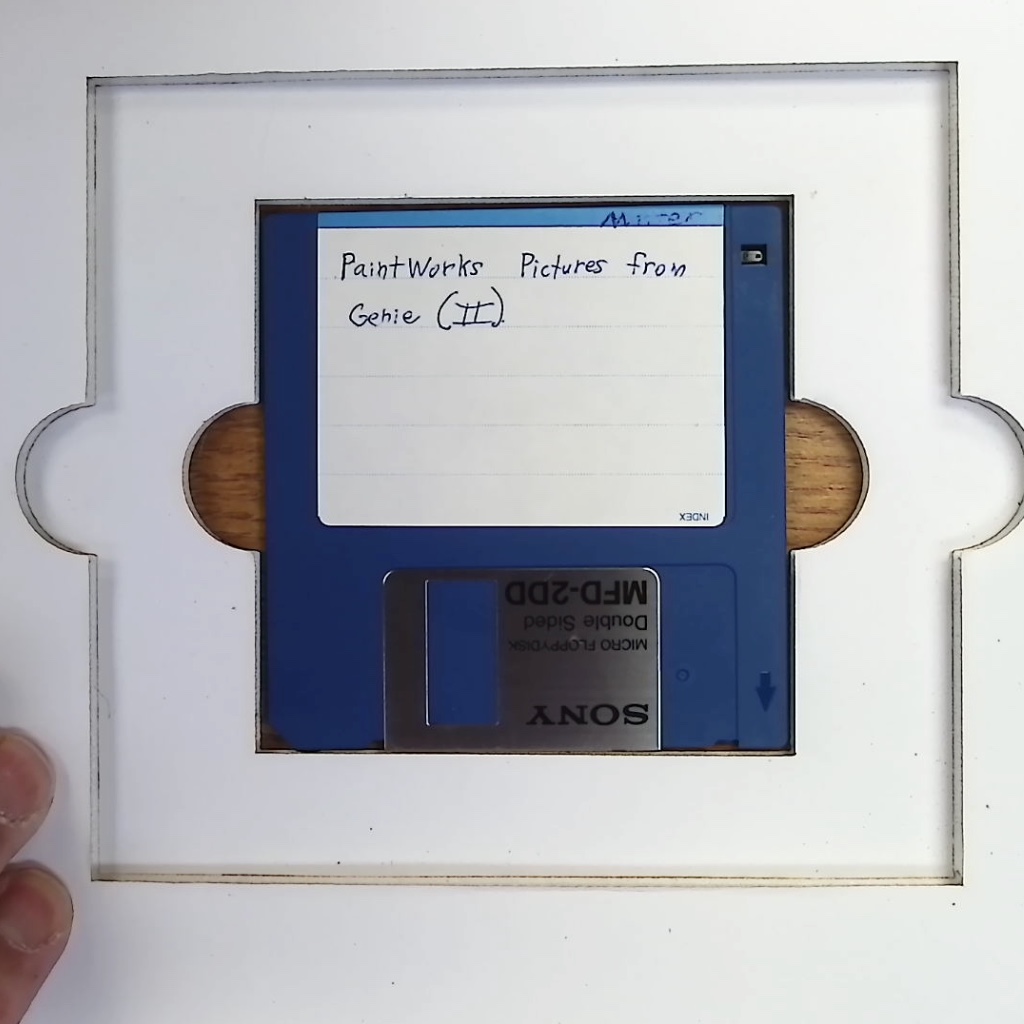 PaintWorks Pictures from
Genie (II).
INDEX
MFD-2DD
Double Sided
MICRO FLOPPYDISK
SONY